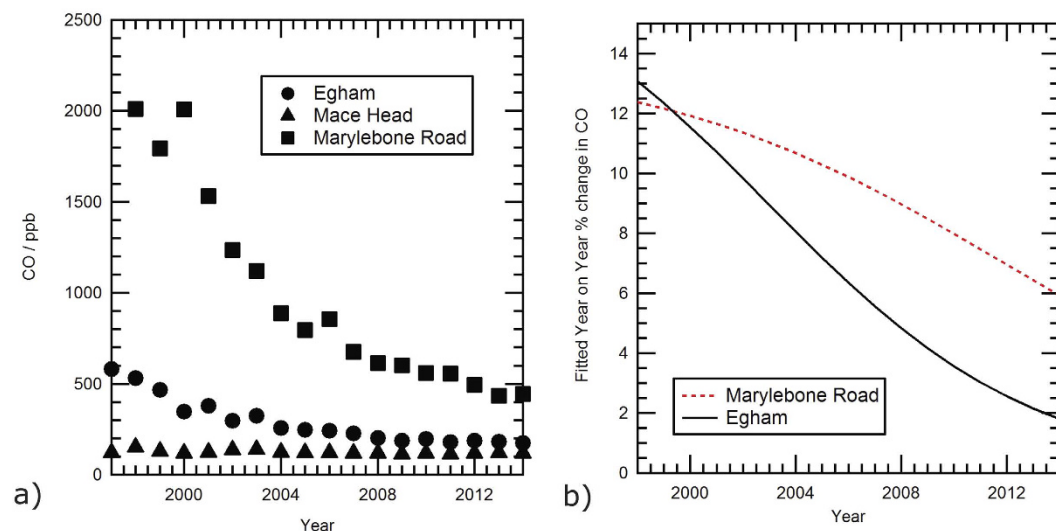 2500
2000
1500
1000
500
0
CO / ppb
Egham
Mace Head
Marylebone Road
2000
2004
2008
2012
Year
a)
14
12
10
8
6
4
2
0
Fitted Year on Year % change in CO
Marylebone Road
Egham
2000
2004
2008
2012
Year
b)